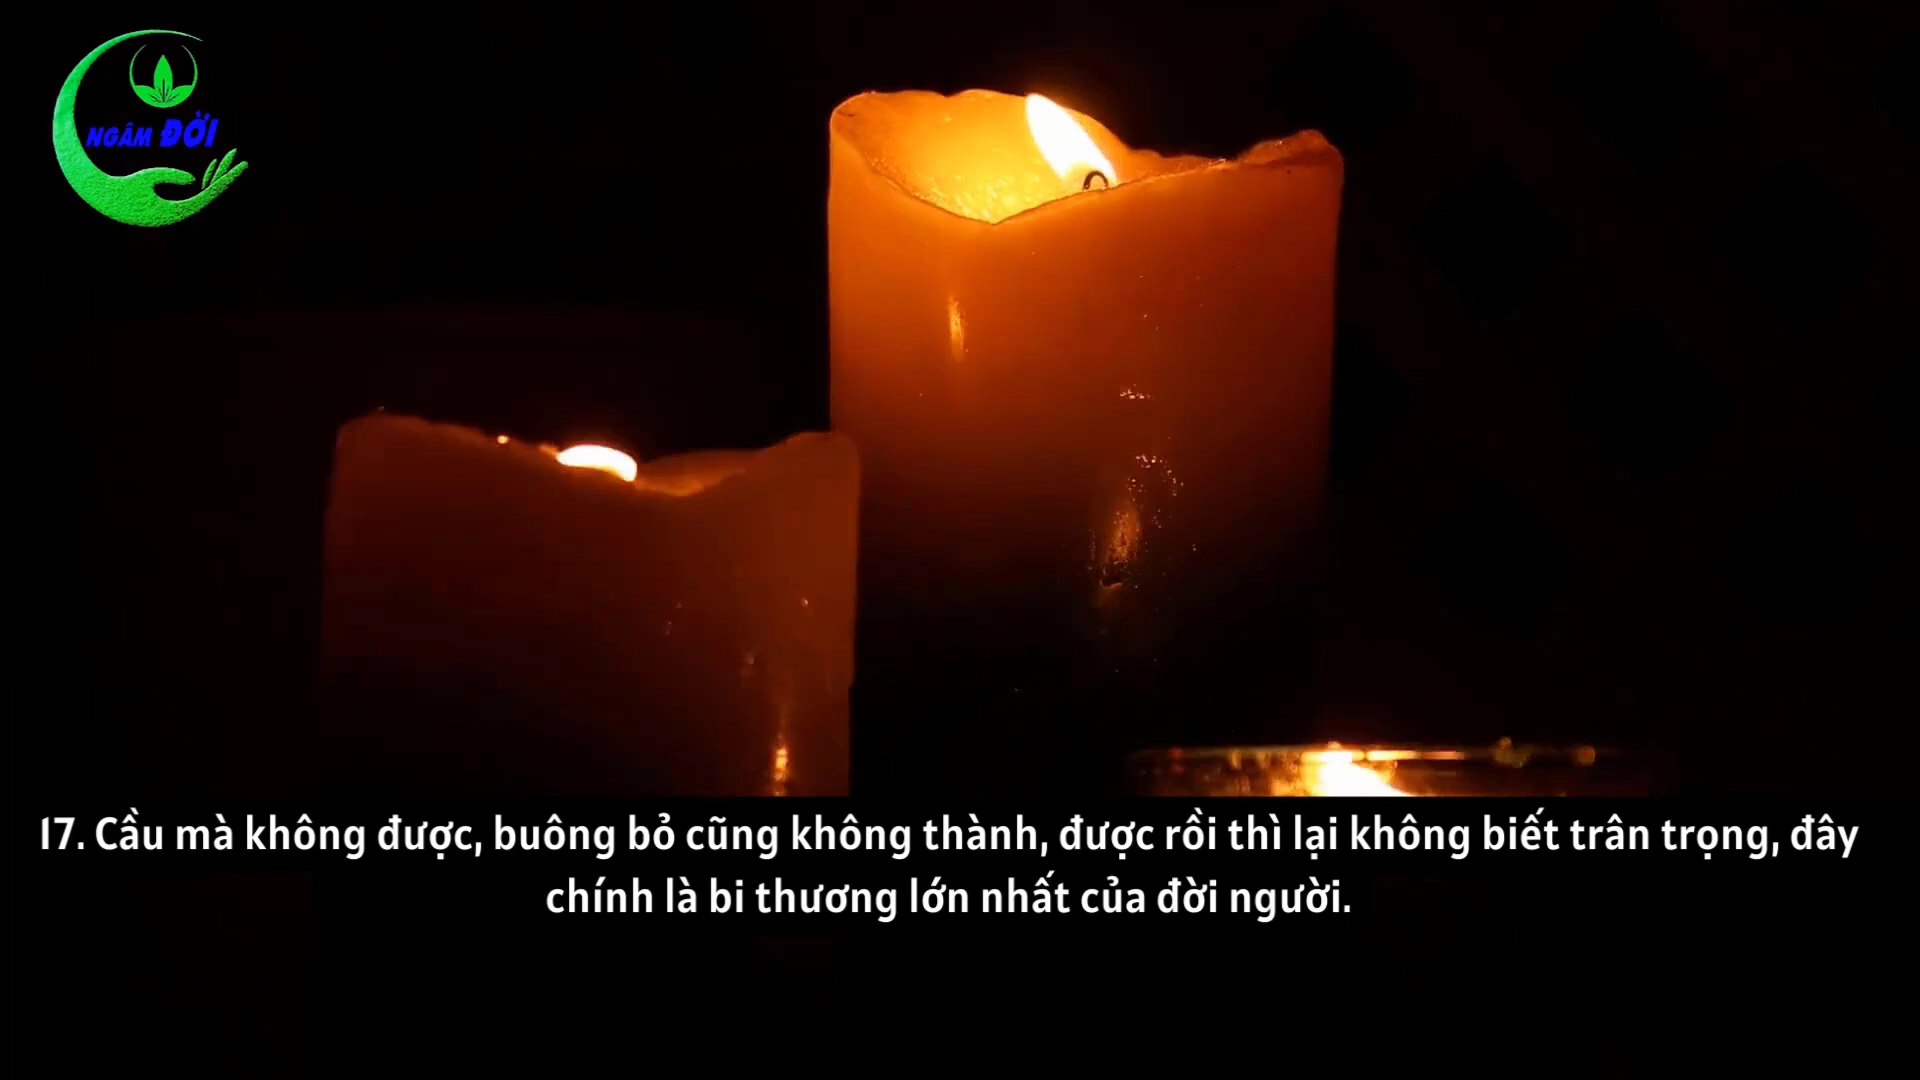 NGÂM ĐỜI
17. Cầu mà không được, buông bỏ cũng không thành, được rồi thì lại không biết trân trọng, đây
chính là bi thương lớn nhất của đời người.